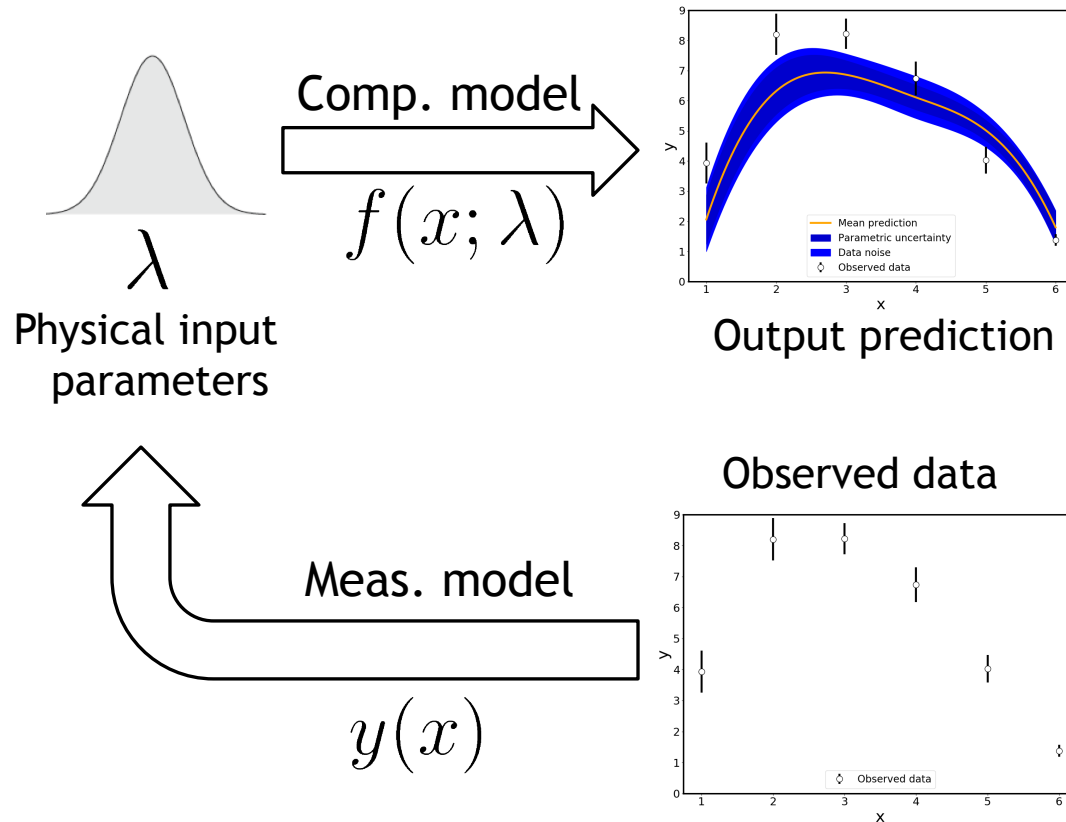 Comp. model
f(x; λ)
λ
Physical input
parameters
9
8
7
6
5
4
3
2
1
0
y
Mean prediction
Parametric uncertainty
Data noise
Observed data
1 2 3 4 5 6
x
Output prediction
Meas. model
y(x)
Observed data
9
8
7
6
5
4
3
2
1
0
y
Observed data
1 2 3 4 5 6
x